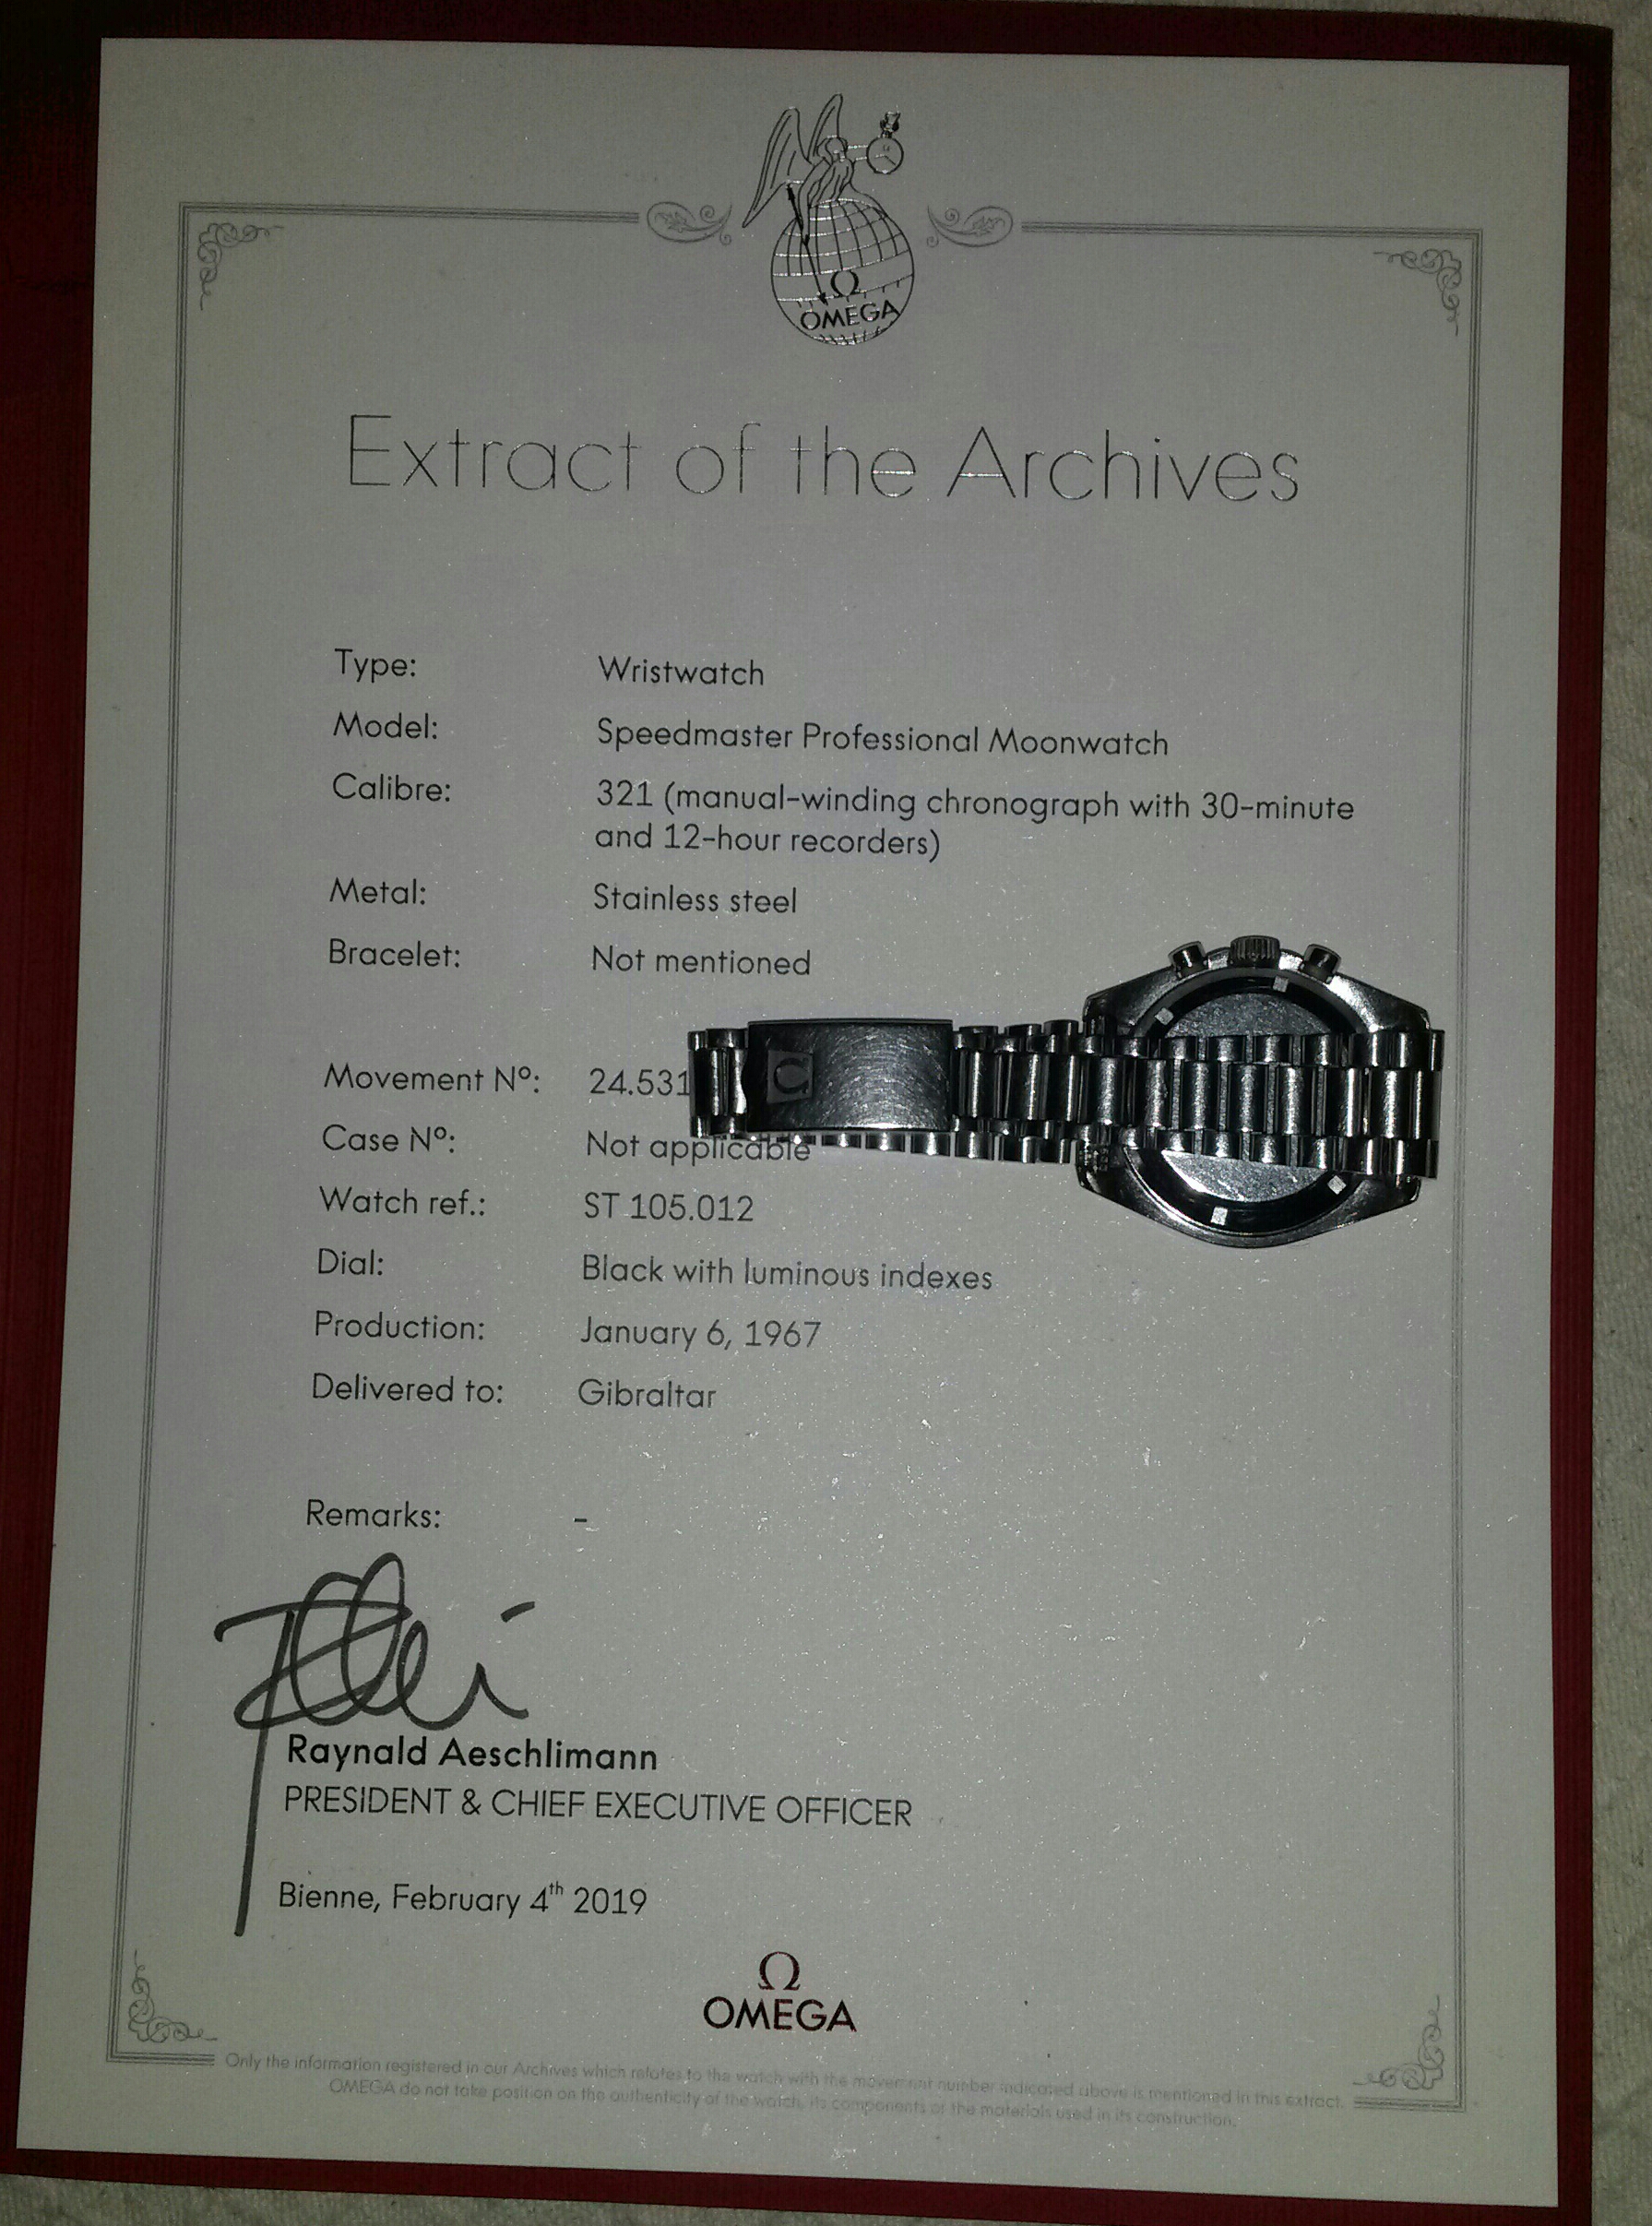 Ω
OMEGA
Extract of the Archives
Type: Wristwatch
Model: Speedmaster Professional Moonwatch
Calibre: 321 (manual-winding chronograph with 30-minute
and 12-hour recorders)
Metal: Stainless steel
Bracelet: Not mentioned
Movement Nº: 24.531
Case Nº: Not applicable
Watch ref.: ST 105.012
Dial: Black with luminous indexes
Production: January 6, 1967
Delivered to: Gibraltar
Remarks: -
Raynald Aeschlimann
PRESIDENT & CHIEF EXECUTIVE OFFICER
Bienne, February 4th 2019
Ω
OMEGA
Only the information registered in our Archives which relates to the watch with the movement number indicated above is mentioned in this extract.
OMEGA do not take position on the authenticity of the watch, its components or the materials used in its construction.